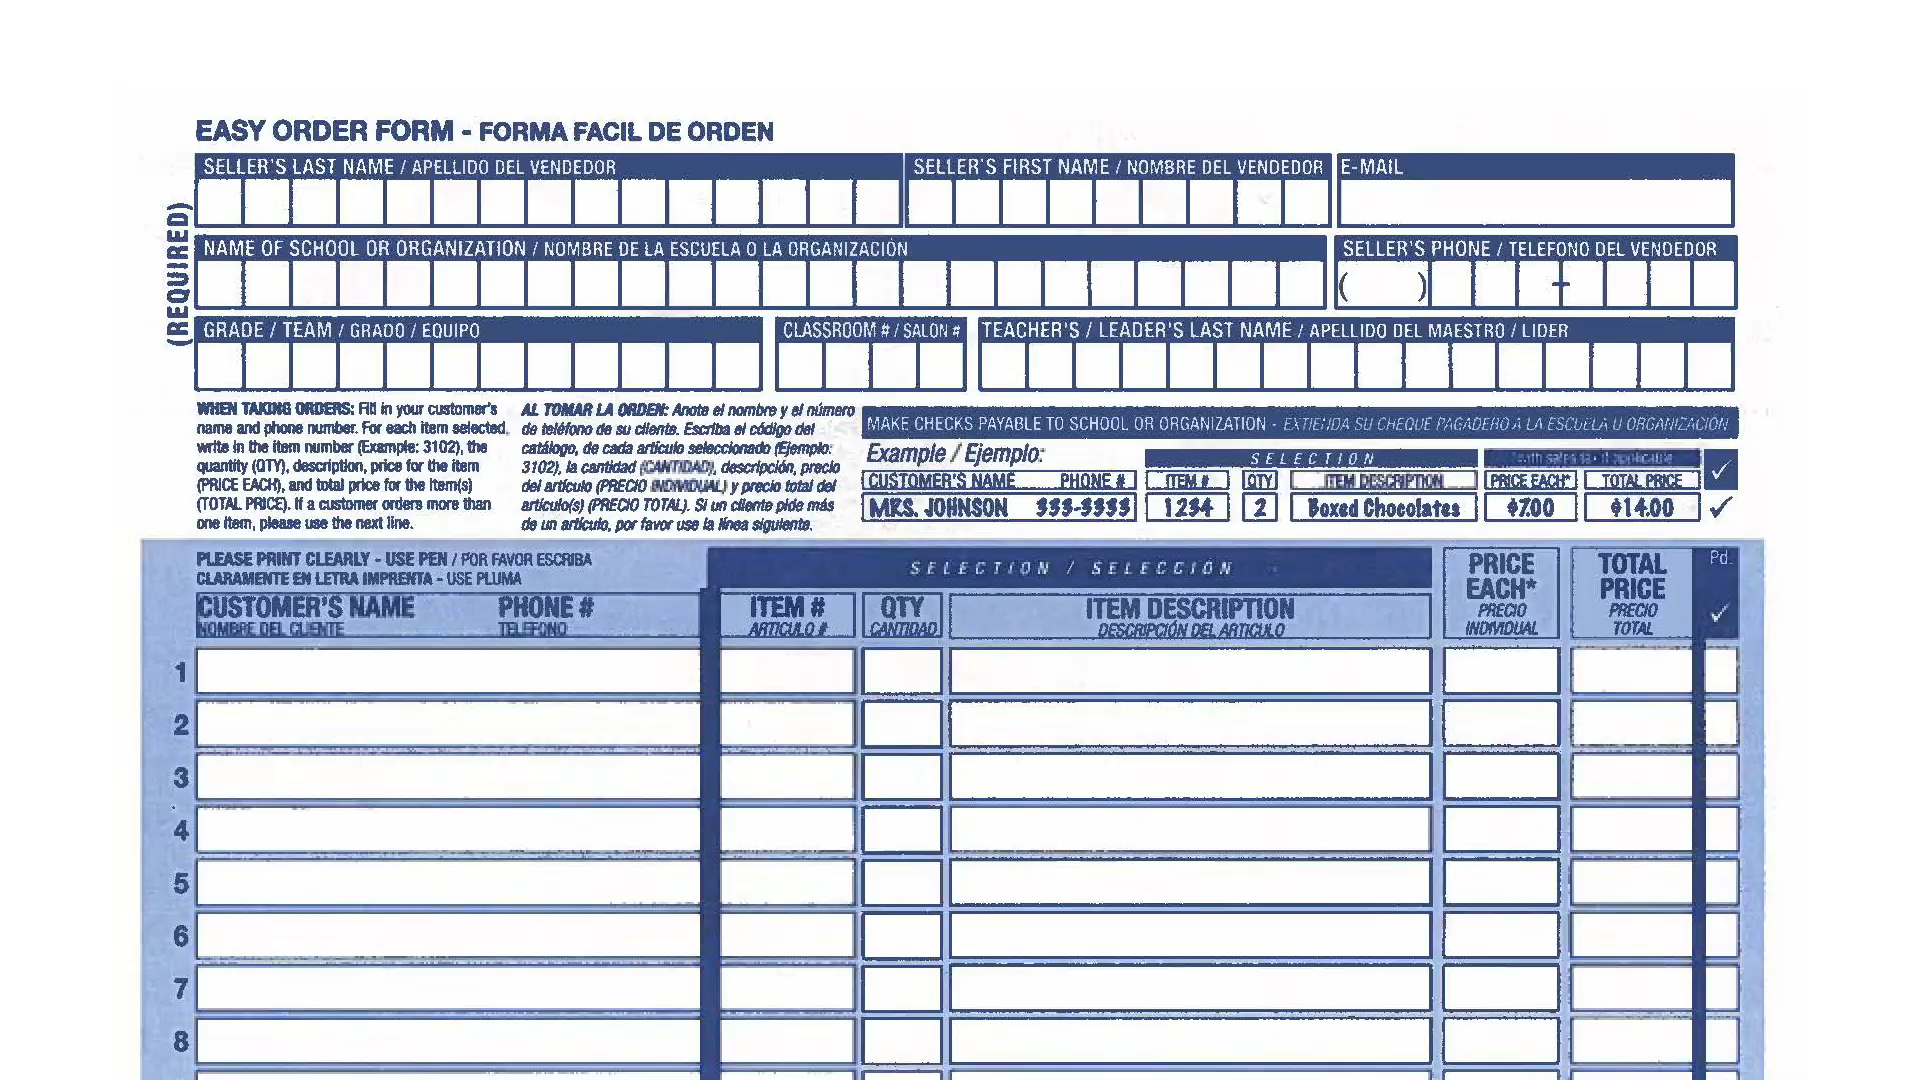 EASY ORDER FORM - FORMA FACIL DE ORDEN
(REQUIRED)
SELLER'S LAST NAME / APELLIDO DEL VENDEDOR
SELLER'S FIRST NAME / NOMBRE DEL VENDEDOR
E-MAIL
NAME OF SCHOOL OR ORGANIZATION / NOMBRE DE LA ESCUELA O LA ORGANIZACIÓN
SELLER'S PHONE / TELEFONO DEL VENDEDOR
( ) -
GRADE / TEAM / GRADO / EQUIPO
CLASSROOM # / SALON #
TEACHER'S / LEADER'S LAST NAME / APELLIDO DEL MAESTRO / LIDER
WHEN TAKING ORDERS: Fill in your customer's
name and phone number. For each item selected,
write in the item number (Example: 3102), the
quantity (QTY), description, price for the item
(PRICE EACH), and total price for the item(s)
(TOTAL PRICE). If a customer orders more than
one item, please use the next line.
AL TOMAR LA ORDEN: Anote el nombre y el número
de teléfono de su cliente. Escriba el código del
catálogo, de cada artículo seleccionado (Ejemplo:
3102), la cantidad (CANTIDAD), descripción, precio
del artículo (PRECIO INDIVIDUAL) y precio total del
artículo(s) (PRECIO TOTAL). Si un cliente pide más
de un artículo, por favor use la línea siguiente.
MAKE CHECKS PAYABLE TO SCHOOL OR ORGANIZATION - EXTIENDA SU CHEQUE PAGADERO A LA ESCUELA U ORGANIZACIÓN
Example / Ejemplo:
SELECTION
✓
CUSTOMER'S NAME PHONE # ITEM # QTY ITEM DESCRIPTION PRICE EACH* TOTAL PRICE
MRS. JOHNSON 333-3333 1234 2 Boxed Chocolates $7.00 $14.00 ✓
PLEASE PRINT CLEARLY - USE PEN / POR FAVOR ESCRIBA
CLARAMENTE EN LETRA IMPRENTA - USE PLUMA
SELECTION / SELECCIÓN
CUSTOMER'S NAME PHONE #
NOMBRE DEL CLIENTE TELEFONO
ITEM #
ARTICULO #
QTY
CANTIDAD
ITEM DESCRIPTION
DESCRIPCIÓN DEL ARTICULO
PRICE
EACH*
PRECIO
INDIVIDUAL
TOTAL
PRICE
PRECIO
TOTAL
Pd.
✓
1
2
3
4
5
6
7
8